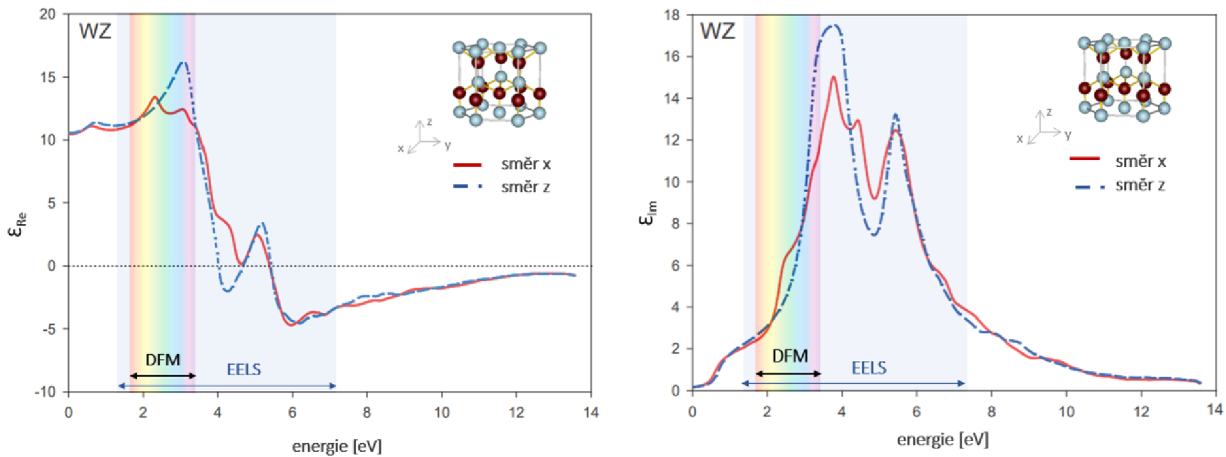 WZ
20
15
10
5
0
-5
-10
εRe
z
x
y
směr x
směr z
DFM
EELS
0 2 4 6 8 10 12 14
energie [eV]
WZ
18
16
14
12
10
8
6
4
2
0
εIm
z
x
y
směr x
směr z
DFM
EELS
0 2 4 6 8 10 12 14
energie [eV]